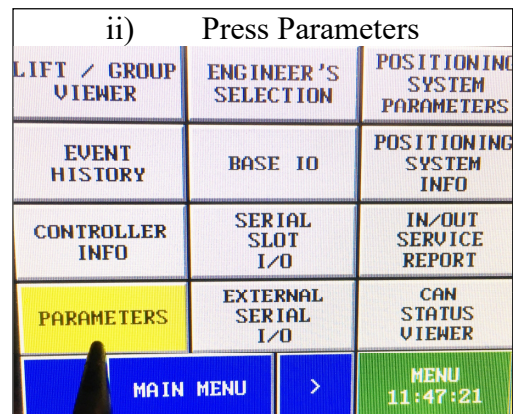 ii) Press Parameters
LIFT / GROUP
VIEWER
ENGINEER'S
SELECTION
POSITIONING
SYSTEM
PARAMETERS
EVENT
HISTORY
BASE IO
POSITIONING
SYSTEM
INFO
CONTROLLER
INFO
SERIAL
SLOT
I/O
IN/OUT
SERVICE
REPORT
PARAMETERS
EXTERNAL
SERIAL
I/O
CAN
STATUS
VIEWER
MAIN MENU
>
MENU
11:47:21